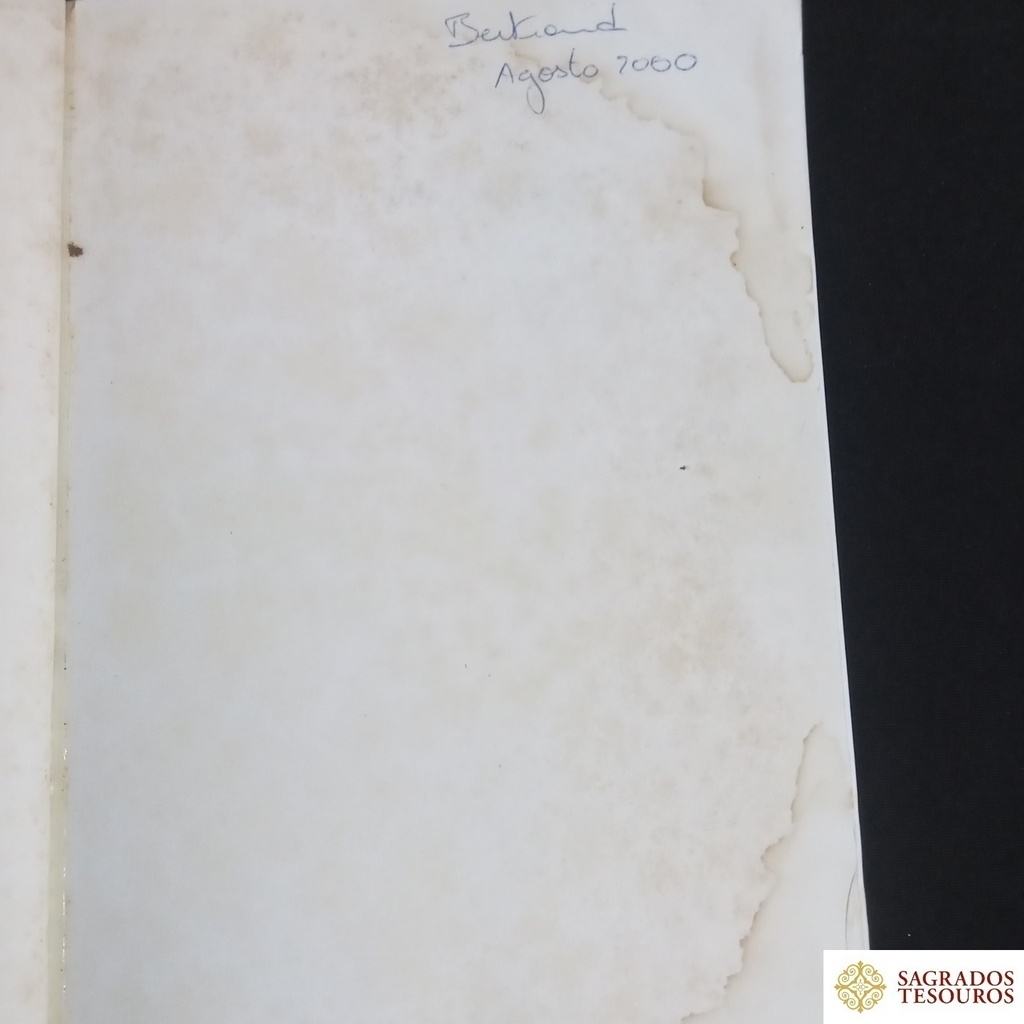 Bertrand
Agosto 2000
SAGRADOS
TESOUROS